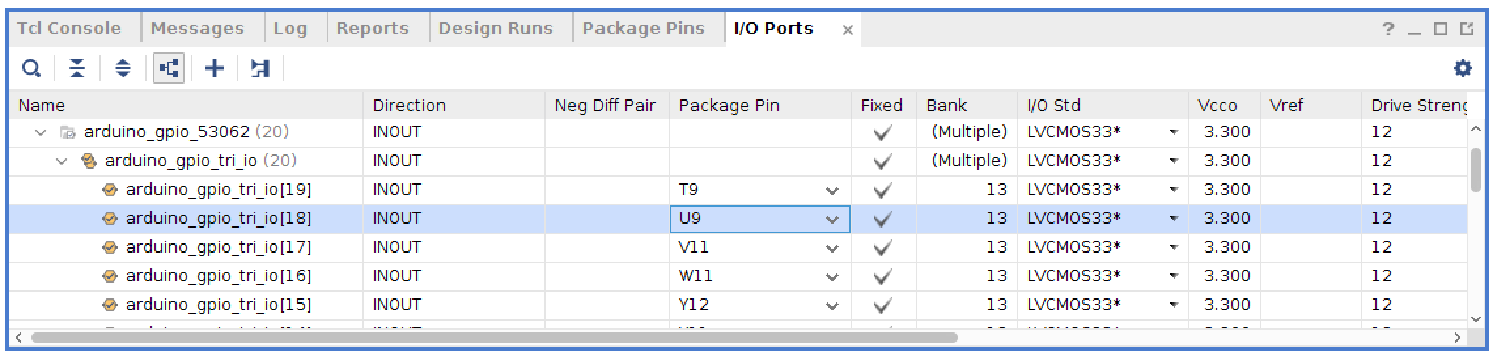 Tcl Console Messages Log Reports Design Runs Package Pins I/O Ports × ? _
Name Direction Neg Diff Pair Package Pin Fixed Bank I/O Std Vcco Vref Drive Streng
arduino_gpio_53062 (20) INOUT (Multiple) LVCMOS33* 3.300 12
arduino_gpio_tri_io (20) INOUT (Multiple) LVCMOS33* 3.300 12
arduino_gpio_tri_io[19] INOUT T9 13 LVCMOS33* 3.300 12
arduino_gpio_tri_io[18] INOUT U9 13 LVCMOS33* 3.300 12
arduino_gpio_tri_io[17] INOUT V11 13 LVCMOS33* 3.300 12
arduino_gpio_tri_io[16] INOUT W11 13 LVCMOS33* 3.300 12
arduino_gpio_tri_io[15] INOUT Y12 13 LVCMOS33* 3.300 12